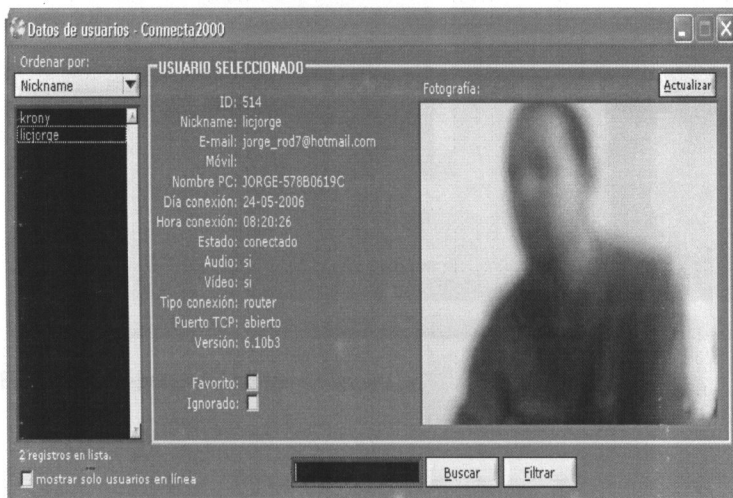 Datos de usuarios - Connecta2000
Ordenar por:
Nickname
krony
licjorge
2 registros en lista.
mostrar solo usuarios en línea
USUARIO SELECCIONADO
ID: 514
Nickname: licjorge
E-mail: jorge_rod7@hotmail.com
Móvil:
Nombre PC: JORGE-578B0619C
Día conexión: 24-05-2006
Hora conexión: 08:20:26
Estado: conectado
Audio: si
Vídeo: si
Tipo conexión: router
Puerto TCP: abierto
Versión: 6.10b3
Favorito:
Ignorado:
Fotografía:
Actualizar
Buscar
Filtrar